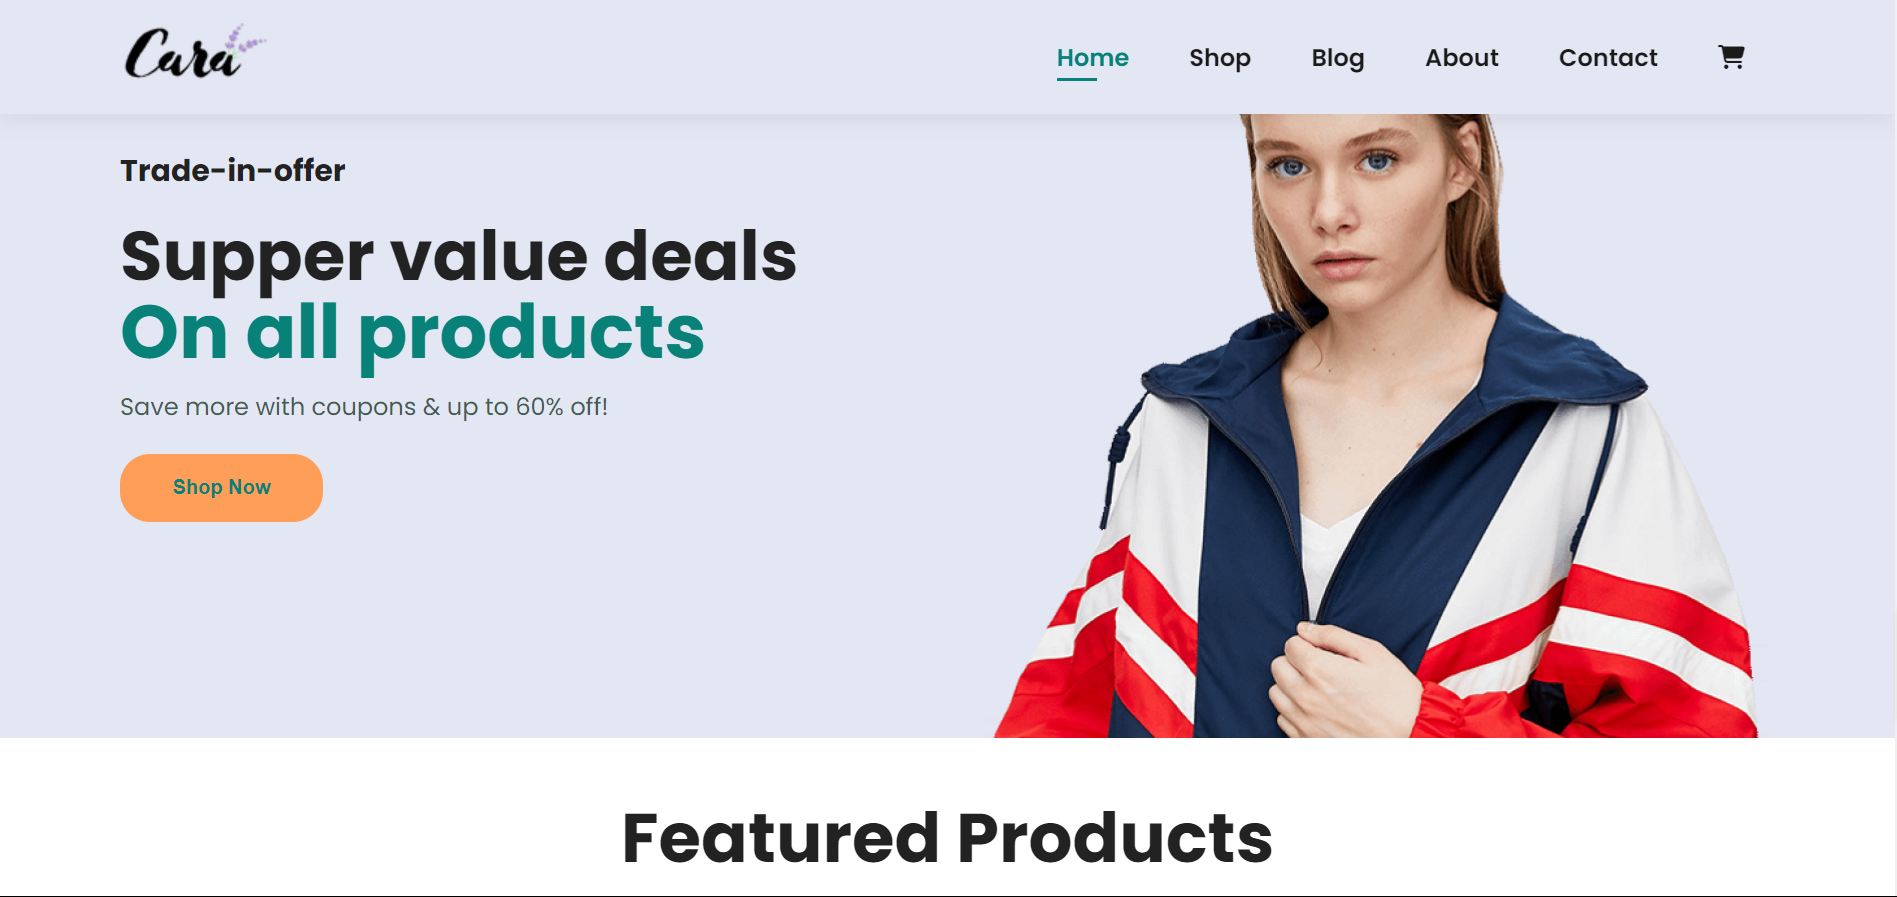 Cara
Home Shop Blog About Contact
Trade-in-offer
Supper value deals
On all products
Save more with coupons & up to 60% off!
Shop Now
Featured Products